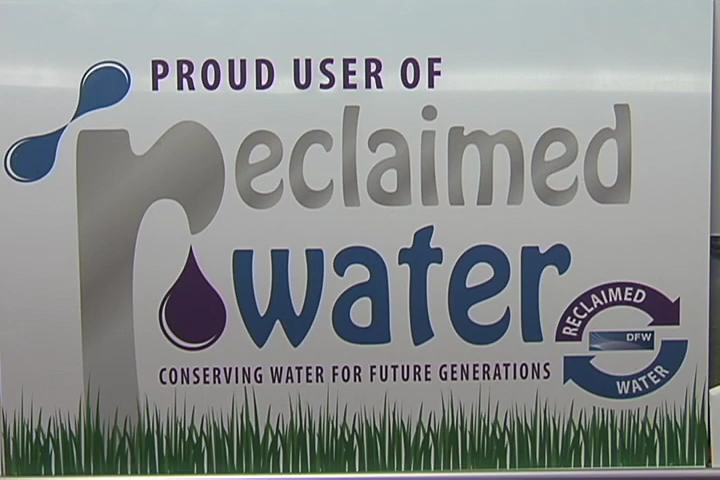 PROUD USER OF
reclaimed
water
CONSERVING WATER FOR FUTURE GENERATIONS
RECLAIMED
DFW
WATER